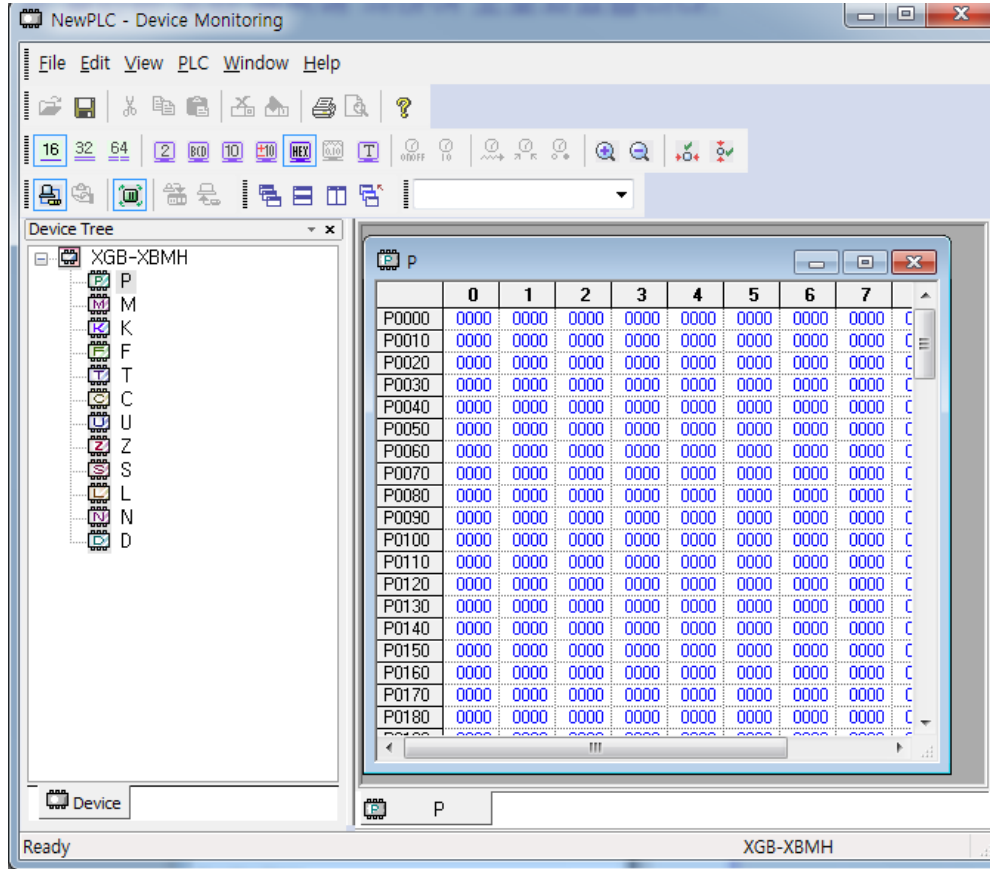 NewPLC - Device Monitoring
File Edit View PLC Window Help
16 32 64 2 BCD 10 ±10 HEX T
Device Tree
XGB-XBMH
P
M
K
F
T
C
U
Z
S
L
N
D
P
0 1 2 3 4 5 6 7
P0000 0000 0000 0000 0000 0000 0000 0000 0000
P0010 0000 0000 0000 0000 0000 0000 0000 0000
P0020 0000 0000 0000 0000 0000 0000 0000 0000
P0030 0000 0000 0000 0000 0000 0000 0000 0000
P0040 0000 0000 0000 0000 0000 0000 0000 0000
P0050 0000 0000 0000 0000 0000 0000 0000 0000
P0060 0000 0000 0000 0000 0000 0000 0000 0000
P0070 0000 0000 0000 0000 0000 0000 0000 0000
P0080 0000 0000 0000 0000 0000 0000 0000 0000
P0090 0000 0000 0000 0000 0000 0000 0000 0000
P0100 0000 0000 0000 0000 0000 0000 0000 0000
P0110 0000 0000 0000 0000 0000 0000 0000 0000
P0120 0000 0000 0000 0000 0000 0000 0000 0000
P0130 0000 0000 0000 0000 0000 0000 0000 0000
P0140 0000 0000 0000 0000 0000 0000 0000 0000
P0150 0000 0000 0000 0000 0000 0000 0000 0000
P0160 0000 0000 0000 0000 0000 0000 0000 0000
P0170 0000 0000 0000 0000 0000 0000 0000 0000
P0180 0000 0000 0000 0000 0000 0000 0000 0000
Device
P
Ready XGB-XBMH